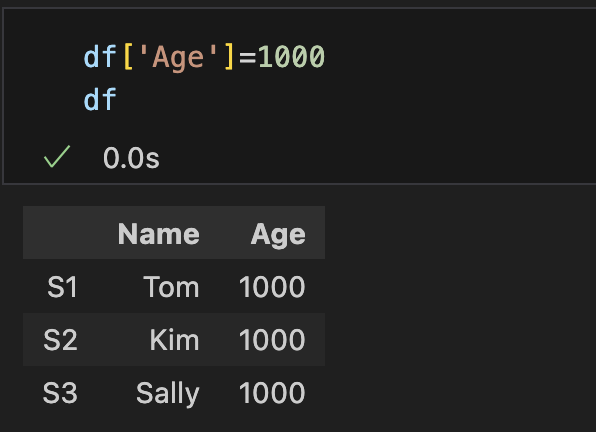 df['Age']=1000
df
✓ 0.0s
Name Age
S1 Tom 1000
S2 Kim 1000
S3 Sally 1000